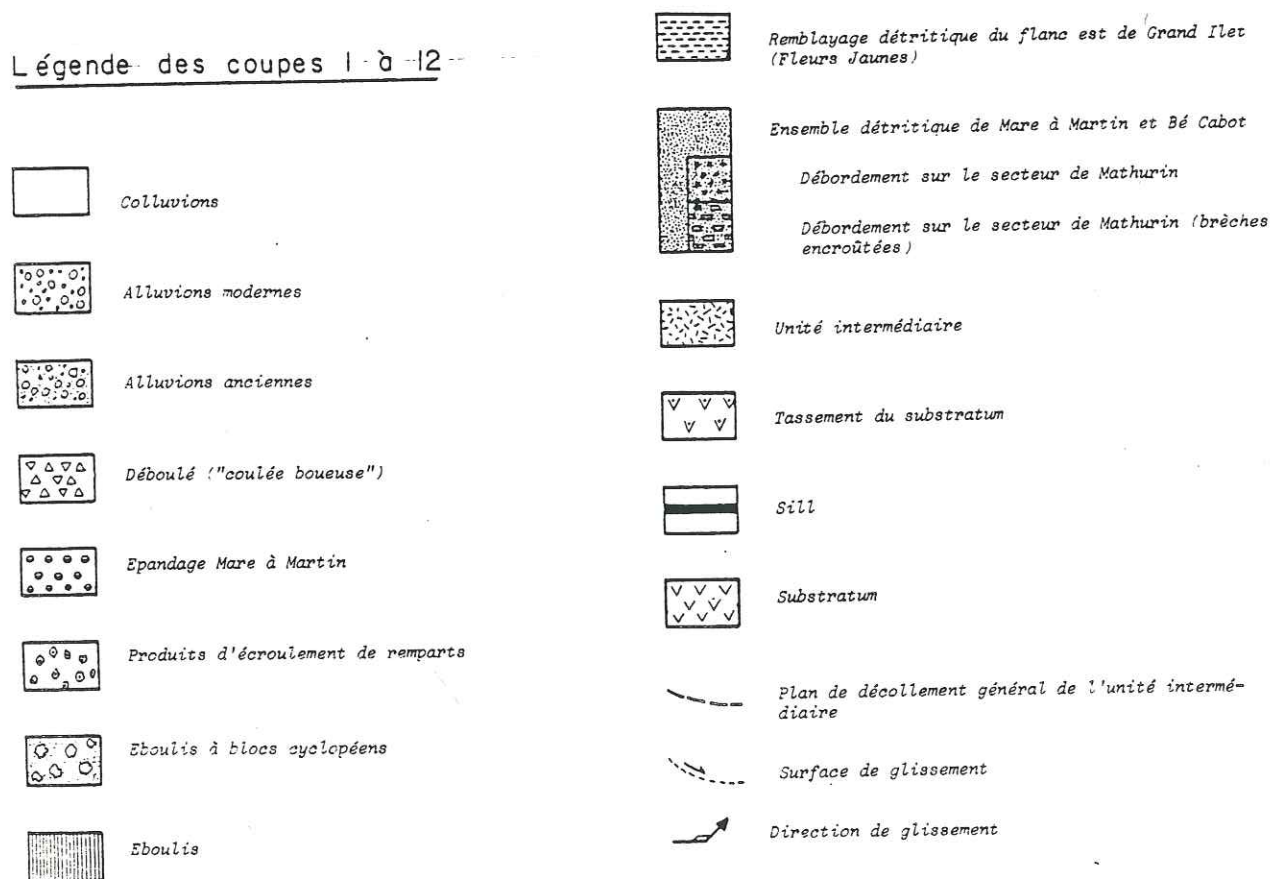 Légende des coupes 1 à 12
Colluvions
Alluvions modernes
Alluvions anciennes
Déboulé ("coulée boueuse")
Epandage Mare à Martin
Produits d'écroulement de remparts
Eboulis à blocs cyclopéens
Eboulis
Remblayage détritique du flanc est de Grand Ilet
(Fleurs Jaunes)
Ensemble détritique de Mare à Martin et Bé Cabot
Débordement sur le secteur de Mathurin
Débordement sur le secteur de Mathurin (brèches
encroûtées)
Unité intermédiaire
Tassement du substratum
Sill
Substratum
Plan de décollement général de l'unité intermé-
diaire
Surface de glissement
Direction de glissement